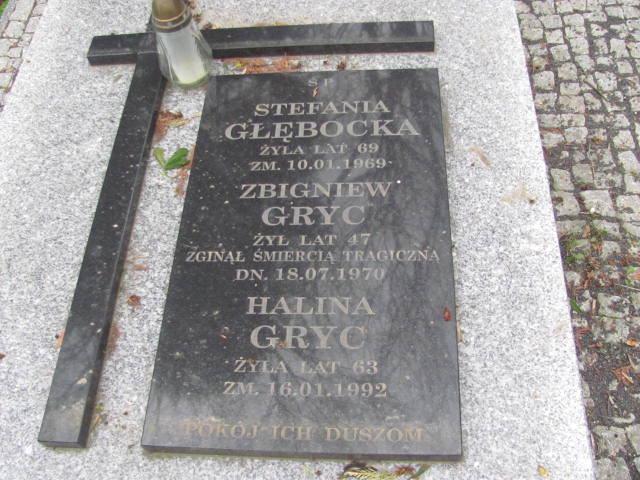 Ś P
STEFANIA
GŁĘBOCKA
ŻYŁA LAT 69
ZM. 10.01.1969
ZBIGNIEW
GRYC
ŻYŁ LAT 47
ZGINĄŁ ŚMIERCIĄ TRAGICZNĄ
DN. 18.07.1970
HALINA
GRYC
ŻYŁA LAT 63
ZM. 16.01.1992
POKÓJ ICH DUSZOM